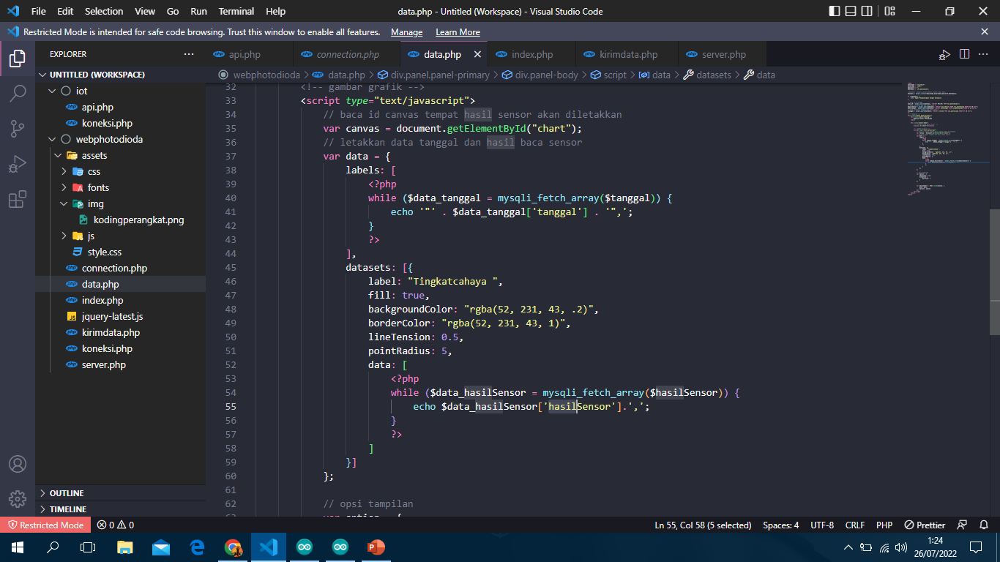 File Edit Selection View Go Run Terminal Help data.php - Untitled (Workspace) - Visual Studio Code
Restricted Mode is intended for safe code browsing. Trust this window to enable all features. Manage Learn More
EXPLORER
api.php connection.php data.php index.php kirimdata.php server.php
UNTITLED (WORKSPACE)
iot
api.php
koneksi.php
webphotodioda
assets
css
fonts
img
kodingperangkat.png
js
style.css
connection.php
data.php
index.php
jquery-latest.js
kirimdata.php
koneksi.php
server.php
OUTLINE
TIMELINE
webphotodioda > data.php > div.panel.panel-primary > div.panel-body > script > data > datasets > data
32 <!-- gambar grafik -->
33 <script type="text/javascript">
34 // baca id canvas tempat hasil sensor akan diletakkan
35 var canvas = document.getElementById("chart");
36 // letakkan data tanggal dan hasil baca sensor
37 var data = {
38 labels: [
39 <?php
40 while ($data_tanggal = mysqli_fetch_array($tanggal)) {
41 echo '"' . $data_tanggal['tanggal'] . '",';
42 }
43 ?>
44 ],
45 datasets: [{
46 label: "Tingkatcahaya ",
47 fill: true,
48 backgroundColor: "rgba(52, 231, 43, .2)",
49 borderColor: "rgba(52, 231, 43, 1)",
50 lineTension: 0.5,
51 pointRadius: 5,
52 data: [
53 <?php
54 while ($data_hasilSensor = mysqli_fetch_array($hasilSensor)) {
55 echo $data_hasilSensor['hasilSensor'].',';
56 }
57 ?>
58 ]
59 }]
60 };
61
62 // opsi tampilan
Restricted Mode 0 0 Ln 55, Col 58 (5 selected) Spaces: 4 UTF-8 CRLF PHP Prettier
1:24
26/07/2022